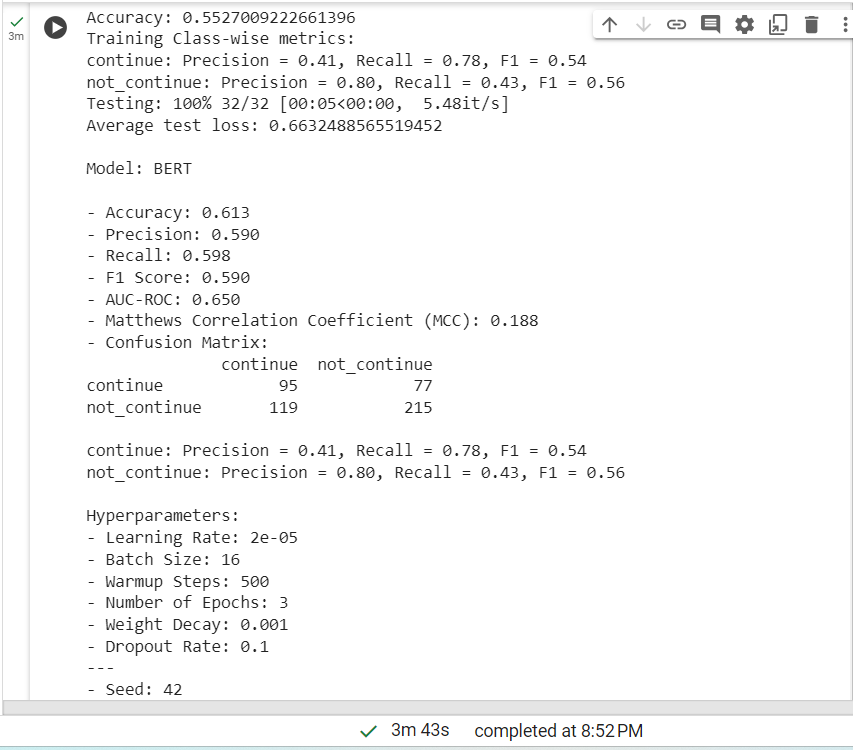 3m
Accuracy: 0.5527009222661396
Training Class-wise metrics:
continue: Precision = 0.41, Recall = 0.78, F1 = 0.54
not_continue: Precision = 0.80, Recall = 0.43, F1 = 0.56
Testing: 100% 32/32 [00:05<00:00,  5.48it/s]
Average test loss: 0.6632488565519452
Model: BERT
- Accuracy: 0.613
- Precision: 0.590
- Recall: 0.598
- F1 Score: 0.590
- AUC-ROC: 0.650
- Matthews Correlation Coefficient (MCC): 0.188
- Confusion Matrix:
continue  not_continue
continue            95            77
not_continue       119           215
continue: Precision = 0.41, Recall = 0.78, F1 = 0.54
not_continue: Precision = 0.80, Recall = 0.43, F1 = 0.56
Hyperparameters:
- Learning Rate: 2e-05
- Batch Size: 16
- Warmup Steps: 500
- Number of Epochs: 3
- Weight Decay: 0.001
- Dropout Rate: 0.1
---
- Seed: 42
3m 43s completed at 8:52 PM